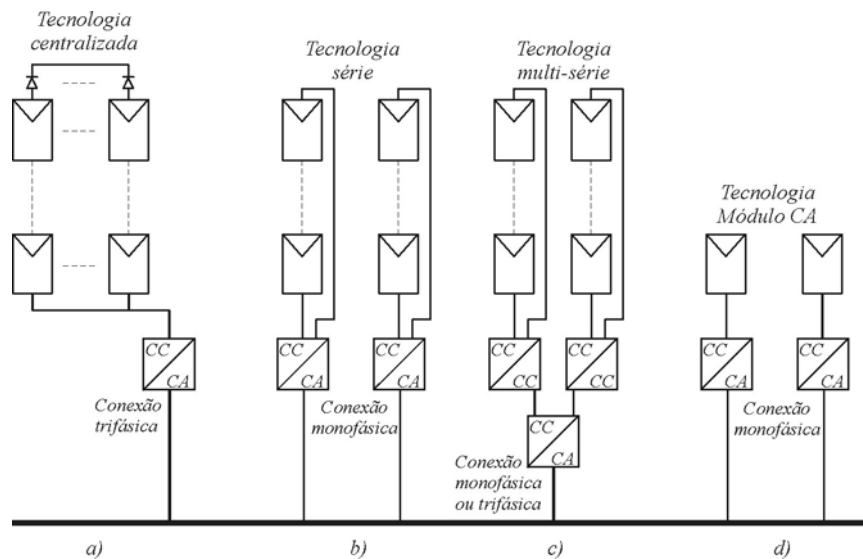 Tecnologia
centralizada
CC
CA
Conexão
trifásica
a)
Tecnologia
série
CC
CA
CC
CA
Conexão
monofásica
b)
Tecnologia
multi-série
CC
CC
CC
CC
CC
CA
Conexão
monofásica
ou trifásica
c)
Tecnologia
Módulo CA
CC
CA
CC
CA
Conexão
monofásica
d)